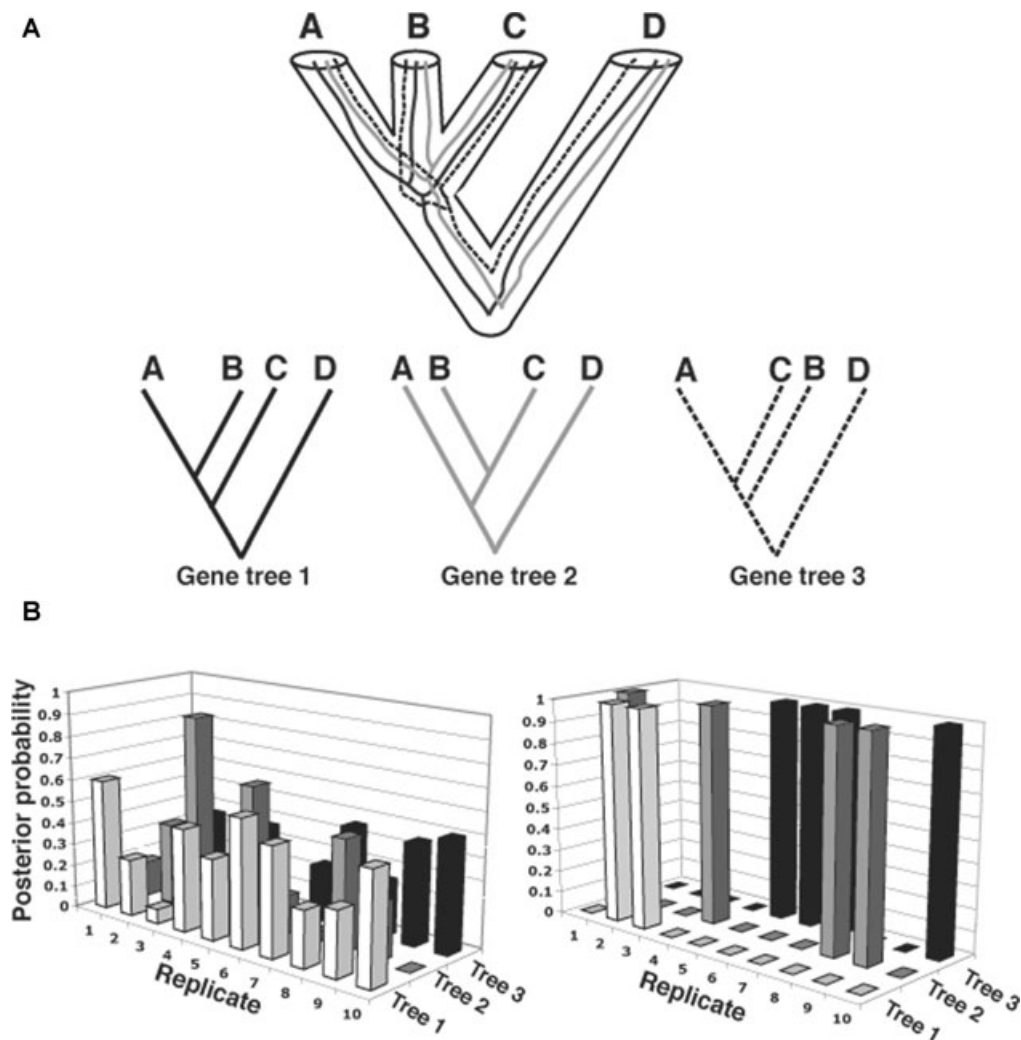 A
A B C D
A B C D
A B C D
A C B D
Gene tree 1
Gene tree 2
Gene tree 3
B
Posterior probability
1
0.9
0.8
0.7
0.6
0.5
0.4
0.3
0.2
0.1
0
1 2 3 4 5 6 7 8 9 10
Replicate
Tree 1
Tree 2
Tree 3
1
0.9
0.8
0.7
0.6
0.5
0.4
0.3
0.2
0.1
0
1 2 3 4 5 6 7 8 9 10
Replicate
Tree 1
Tree 2
Tree 3